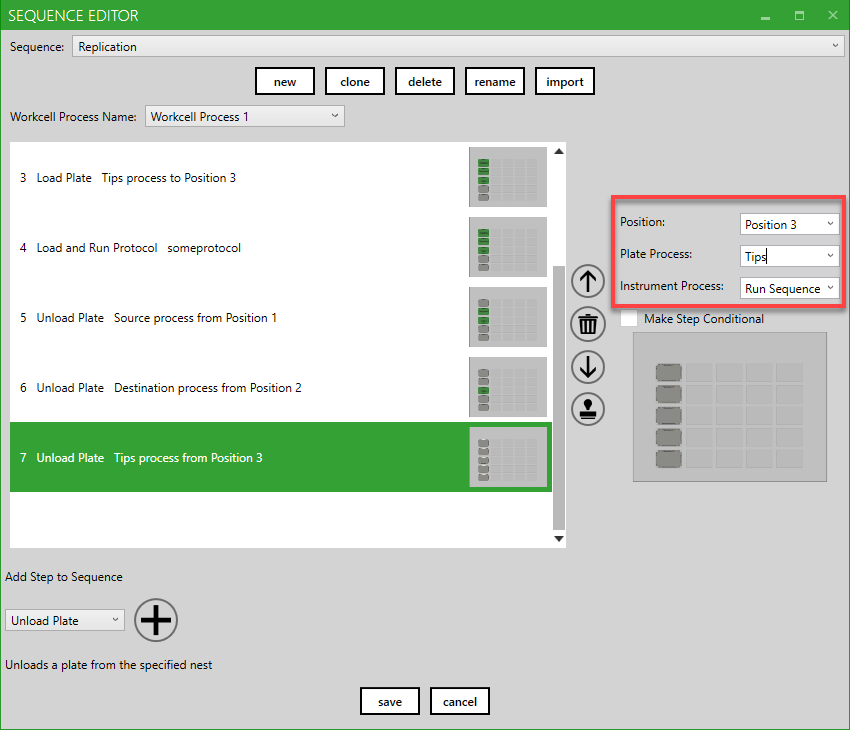 SEQUENCE EDITOR
Sequence: Replication
new clone delete rename import
Workcell Process Name: Workcell Process 1
3 Load Plate Tips process to Position 3
4 Load and Run Protocol someprotocol
5 Unload Plate Source process from Position 1
6 Unload Plate Destination process from Position 2
7 Unload Plate Tips process from Position 3
Position: Position 3
Plate Process: Tips
Instrument Process: Run Sequence
Make Step Conditional
Add Step to Sequence
Unload Plate
Unloads a plate from the specified nest
save cancel